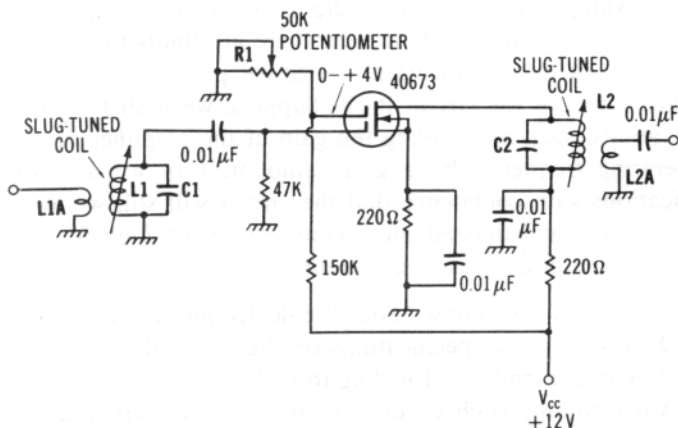 50K
POTENTIOMETER
R1
0-+4V
40673
SLUG-TUNED
COIL
L2
0.01µF
SLUG-TUNED
COIL
0.01µF
C2
L1A
L1
C1
47K
220Ω
0.01
µF
L2A
150K
0.01µF
220Ω
VCC
+12V